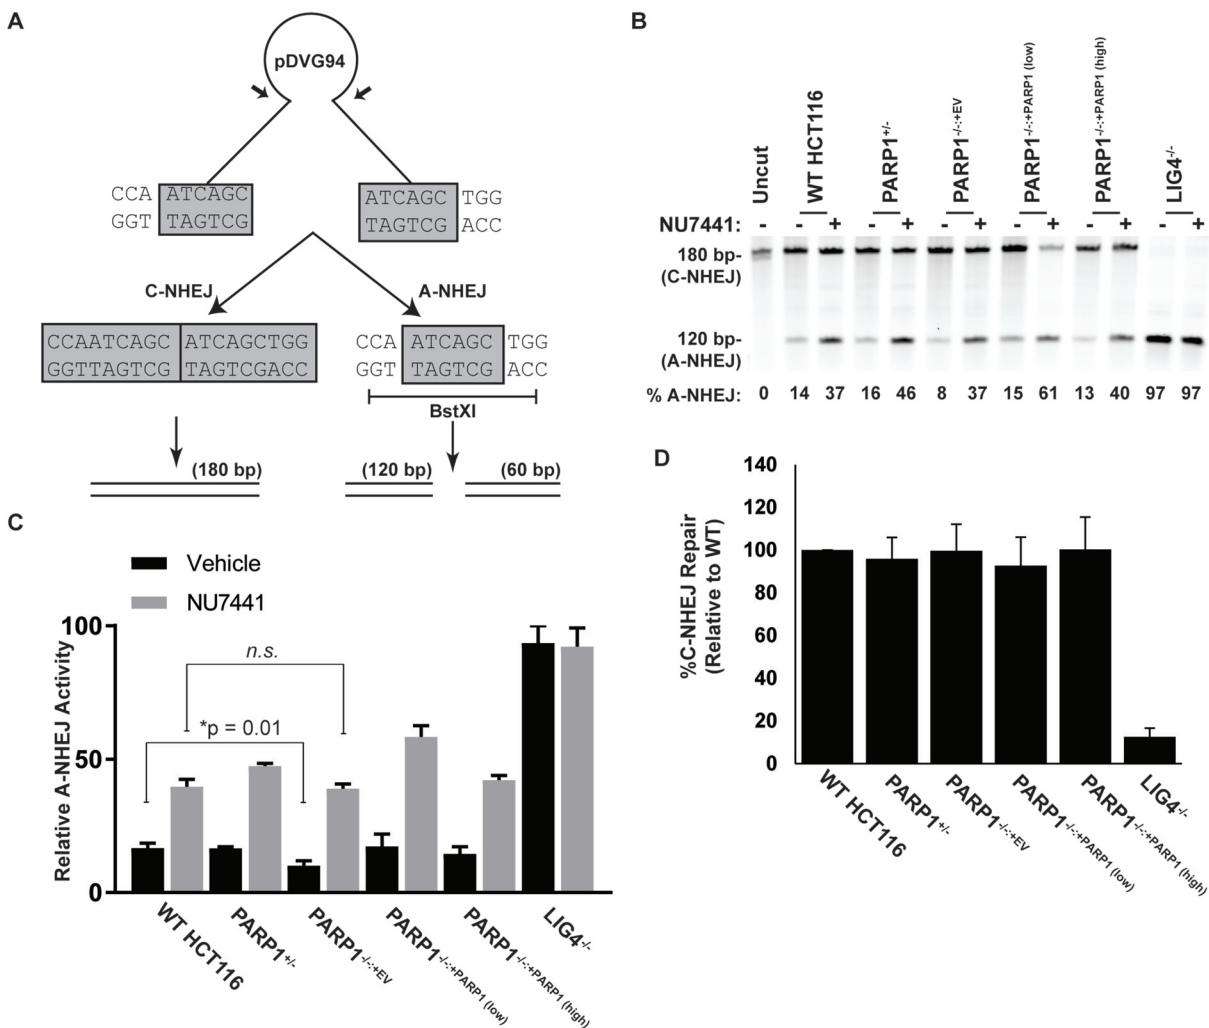 A
pDVG94
CCA ATCAGC ATCAGC TGG
GGT TAGTCG TAGTCG ACC
C-NHEJ A-NHEJ
CCAATCAGC ATCAGCTGG CCA ATCAGC TGG
GGTTAGTCG TAGTCGACC GGT TAGTCG ACC
BstXI
(180 bp) (120 bp) (60 bp)
B
Uncut
WT HCT116
PARP1+/-
PARP1-/-:+EV
PARP1-/-:+PARP1 (low)
PARP1-/-:+PARP1 (high)
LIG4-/-
NU7441: - - + - + - + - + - + - +
180 bp-
(C-NHEJ)
120 bp-
(A-NHEJ)
% A-NHEJ: 0 14 37 16 46 8 37 15 61 13 40 97 97
C
Vehicle
NU7441
Relative A-NHEJ Activity
100
50
0
n.s.
*p = 0.01
WT HCT116
PARP1+/-
PARP1-/-:+EV
PARP1-/-:+PARP1 (low)
PARP1-/-:+PARP1 (high)
LIG4-/-
D
%C-NHEJ Repair
(Relative to WT)
140
120
100
80
60
40
20
0
WT HCT116
PARP1+/-
PARP1-/-:+EV
PARP1-/-:+PARP1 (low)
PARP1-/-:+PARP1 (high)
LIG4-/-